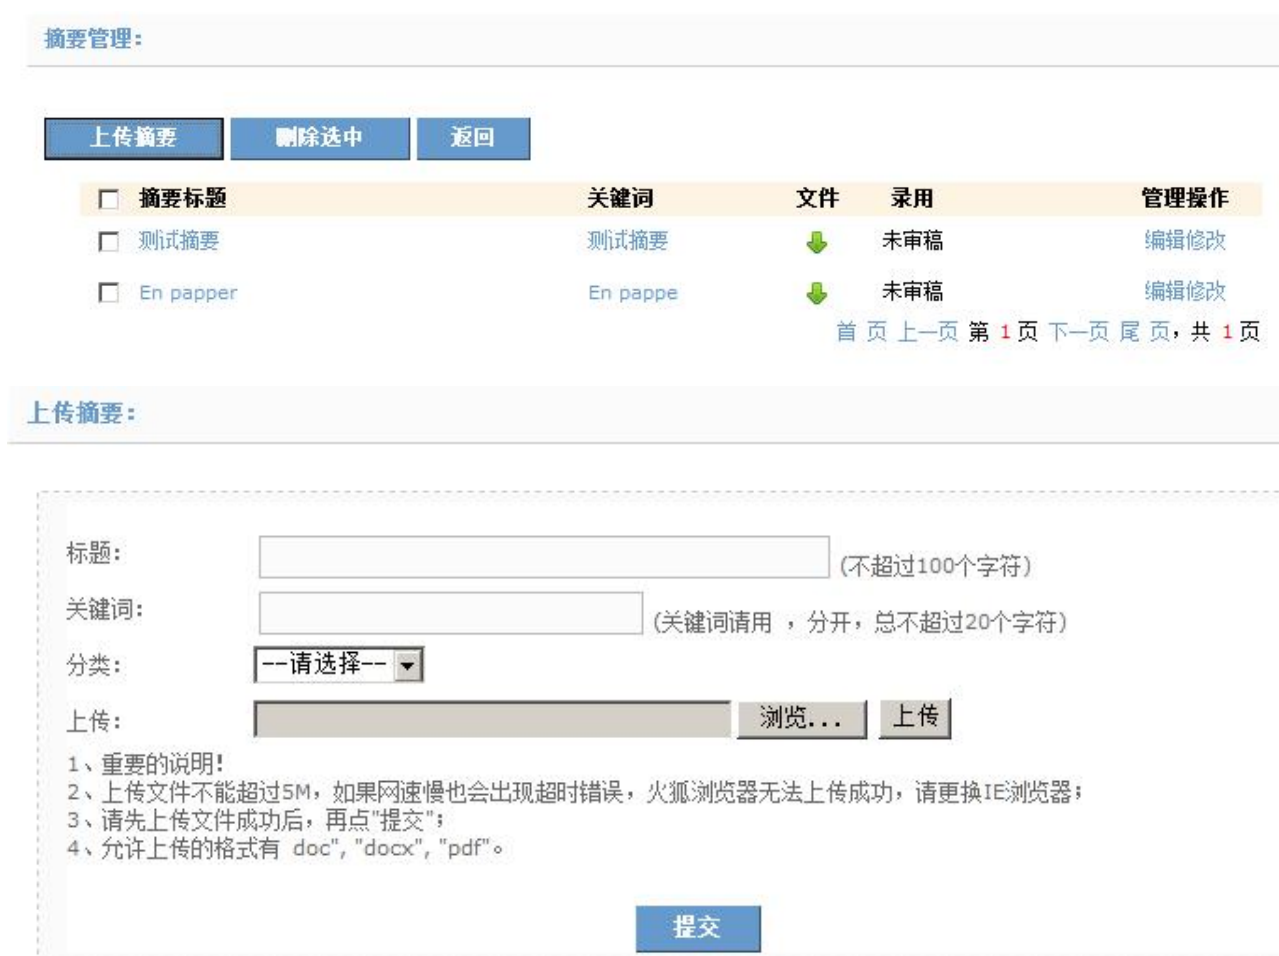 摘要管理:
上传摘要 删除选中 返回
摘要标题 关键词 文件 录用 管理操作
测试摘要 测试摘要 未审稿 编辑修改
En papper En pappe 未审稿 编辑修改
首 页 上一页 第 1 页 下一页 尾 页，共 1 页
上传摘要:
标题: (不超过100个字符)
关键词: (关键词请用 ，分开，总不超过20个字符)
分类: --请选择--
上传: 浏览... 上传
1、重要的说明!
2、上传文件不能超过5M，如果网速慢也会出现超时错误，火狐浏览器无法上传成功，请更换IE浏览器;
3、请先上传文件成功后，再点"提交";
4、允许上传的格式有 doc", "docx", "pdf"。
提交